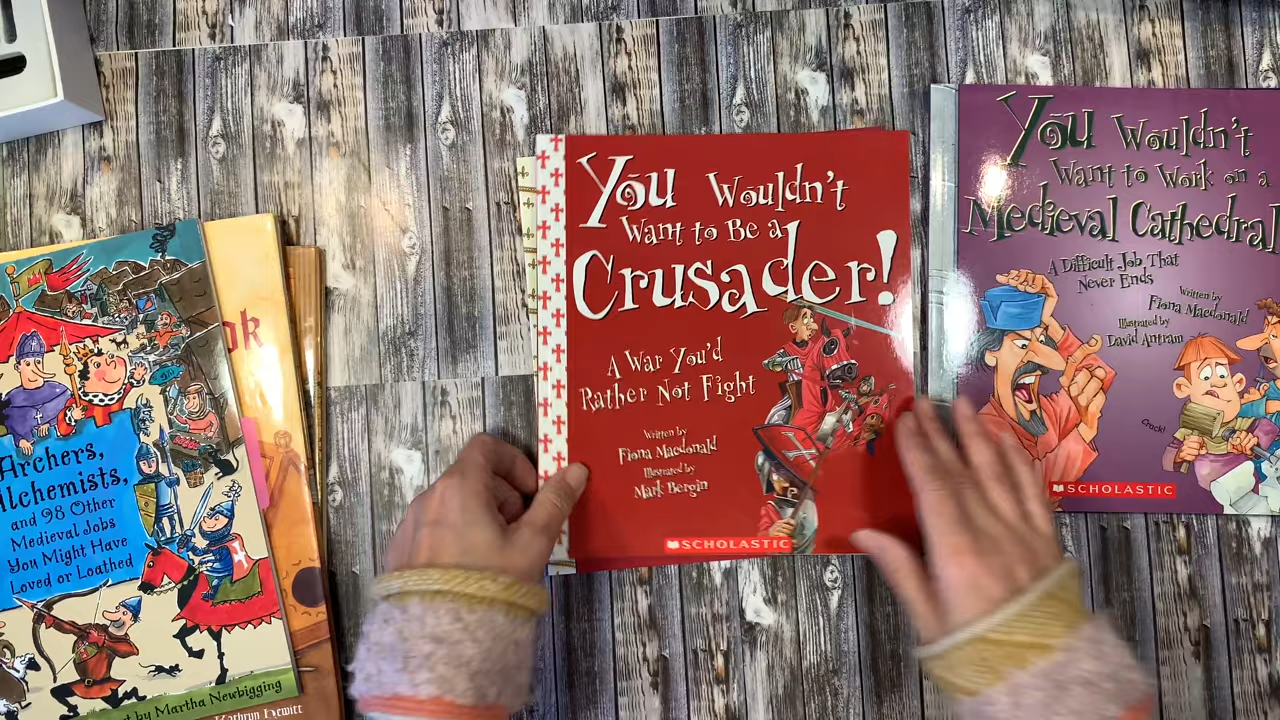 Archers,
Alchemists,
and 98 Other
Medieval Jobs
You Might Have
Loved or Loathed
by Martha Newbigging
Kathryn Hewitt
You Wouldn't
Want to Be a
Crusader!
A War You'd
Rather Not Fight
Written by
Fiona Macdonald
Illustrated by
Mark Bergin
SCHOLASTIC
You Wouldn't
Want to Work on a
Medieval Cathedral
A Difficult Job That
Never Ends
Written by
Fiona Macdonald
Illustrated by
David Antram
Crack!
SCHOLASTIC